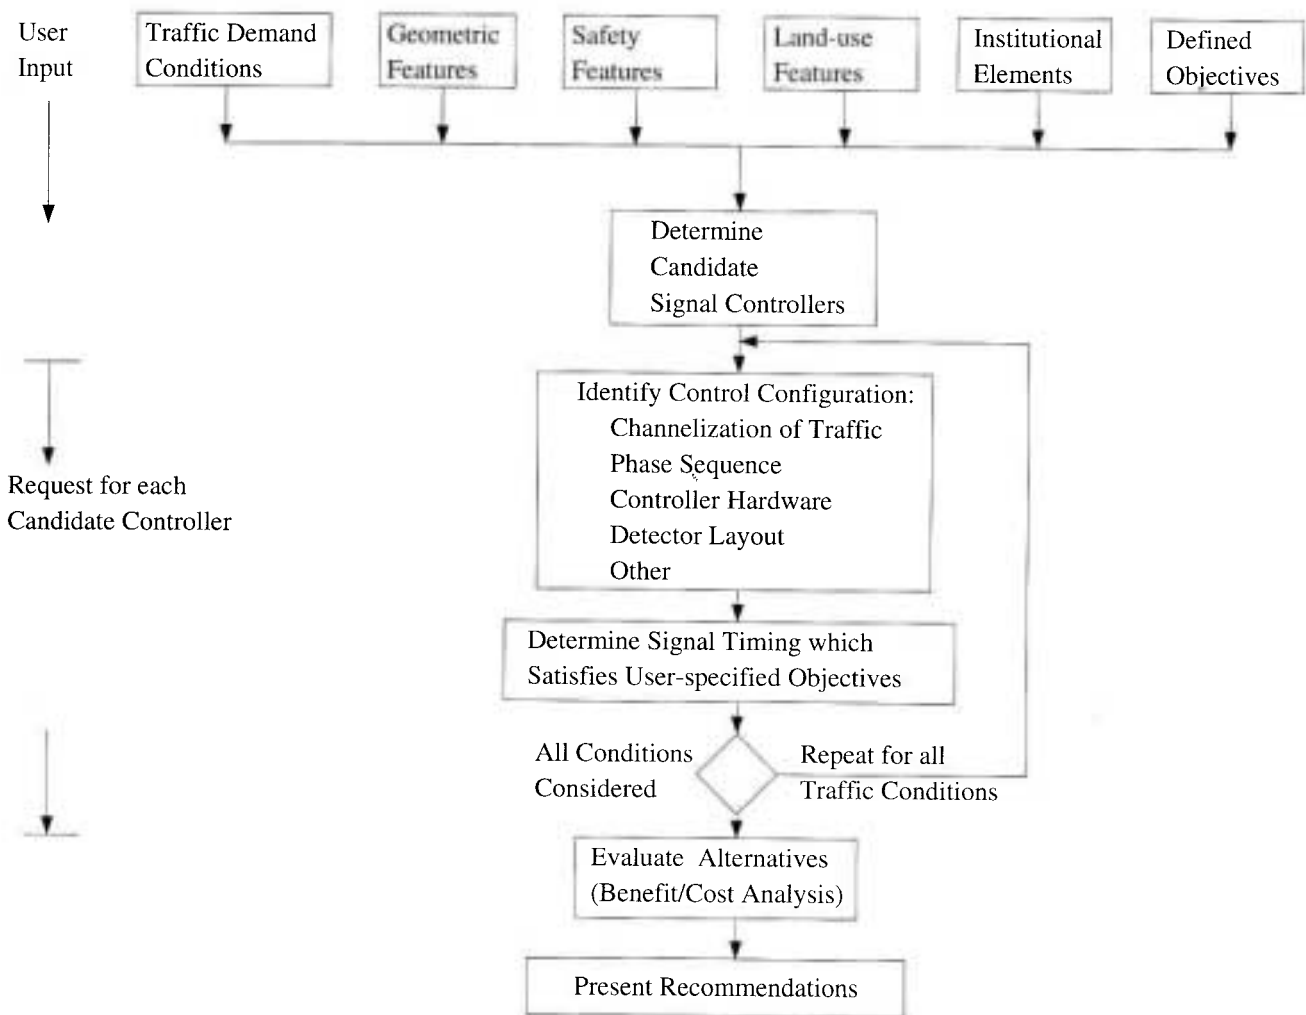 User
Input
Traffic Demand
Conditions
Geometric
Features
Safety
Features
Land-use
Features
Institutional
Elements
Defined
Objectives
Determine
Candidate
Signal Controllers
Identify Control Configuration:
Channelization of Traffic
Phase Sequence
Controller Hardware
Detector Layout
Other
Request for each
Candidate Controller
Determine Signal Timing which
Satisfies User-specified Objectives
All Conditions
Considered
Repeat for all
Traffic Conditions
Evaluate Alternatives
(Benefit/Cost Analysis)
Present Recommendations